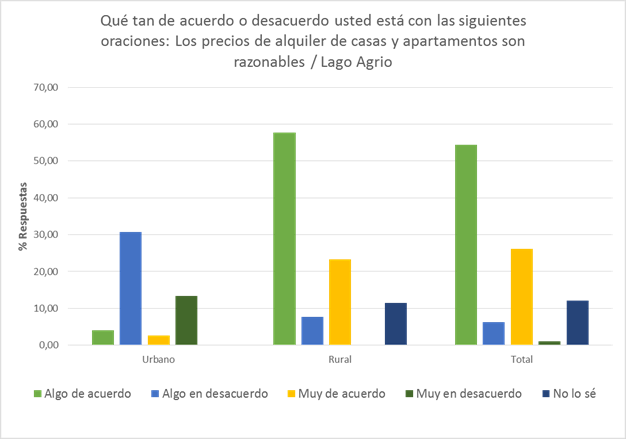 Qué tan de acuerdo o desacuerdo usted está con las siguientes
oraciones: Los precios de alquiler de casas y apartamentos son
razonables / Lago Agrio
70,00
60,00
50,00
40,00
30,00
20,00
10,00
0,00
% Respuestas
Urbano Rural Total
Algo de acuerdo Algo en desacuerdo Muy de acuerdo Muy en desacuerdo No lo sé